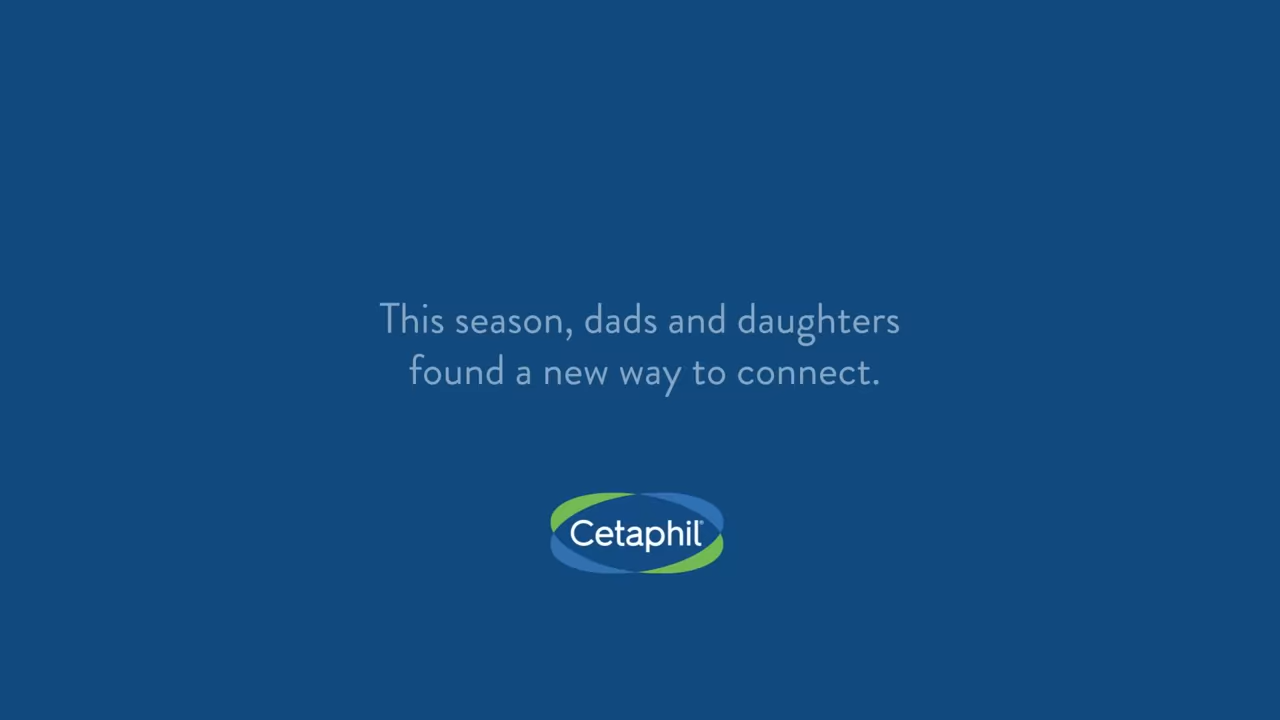 This season, dads and daughters
found a new way to connect.
Cetaphil®